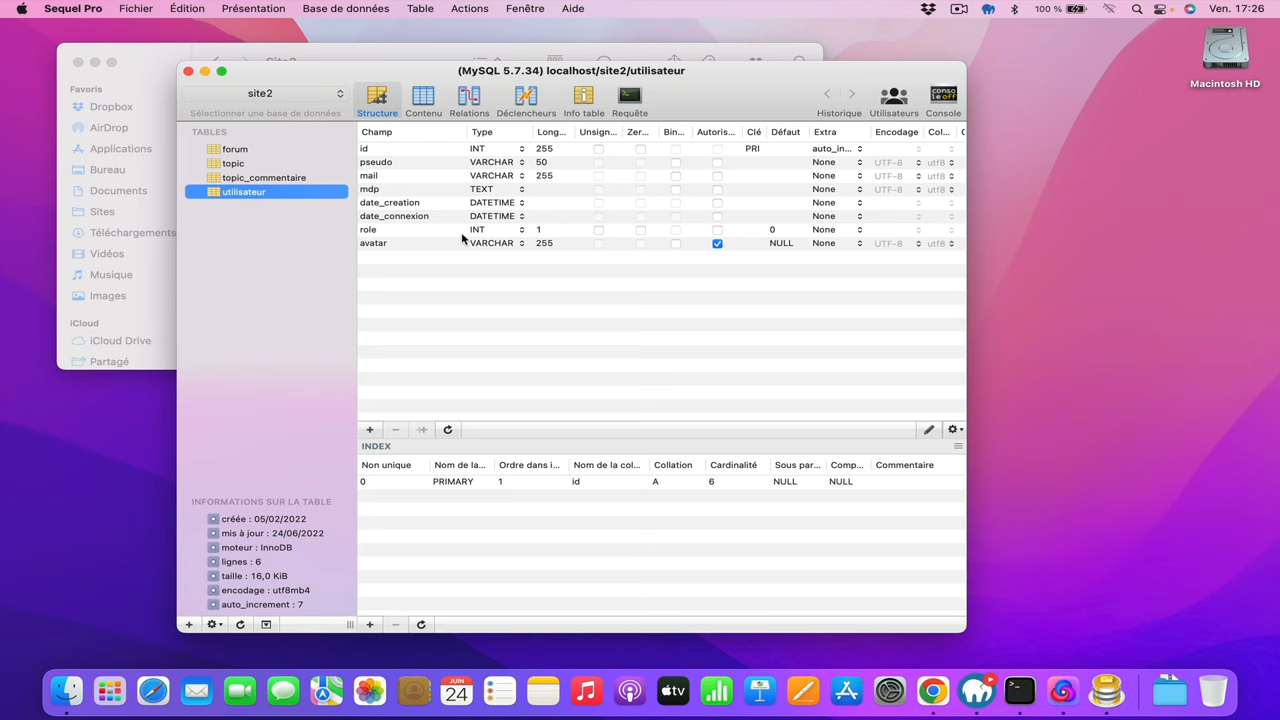 Sequel Pro Fichier Édition Présentation Base de données Table Actions Fenêtre Aide 100 % Ven. 17:26
Macintosh HD
Favoris
Dropbox
AirDrop
Applications
Bureau
Documents
Sites
Téléchargements
Vidéos
Musique
Images
iCloud
iCloud Drive
Partagé
(MySQL 5.7.34) localhost/site2/utilisateur
site2
Sélectionner une base de données
Structure Contenu Relations Déclencheurs Info table Requête Historique Utilisateurs Console
TABLES
forum
topic
topic_commentaire
utilisateur
Champ Type Long... Unsign... Zer... Bin... Autoris... Clé Défaut Extra Encodage Col...
id INT 255 PRI auto_in...
pseudo VARCHAR 50 None UTF-8 utf8
mail VARCHAR 255 None UTF-8 utf8
mdp TEXT None UTF-8 utf8
date_creation DATETIME None
date_connexion DATETIME None
role INT 1 0 None
avatar VARCHAR 255 NULL None UTF-8 utf8
INDEX
Non unique Nom de la... Ordre dans i... Nom de la col... Collation Cardinalité Sous par... Comp... Commentaire
0 PRIMARY 1 id A 6 NULL NULL
INFORMATIONS SUR LA TABLE
créée : 05/02/2022
mis à jour : 24/06/2022
moteur : InnoDB
lignes : 6
taille : 16,0 KiB
encodage : utf8mb4
auto_increment : 7
JUIN
24
tv